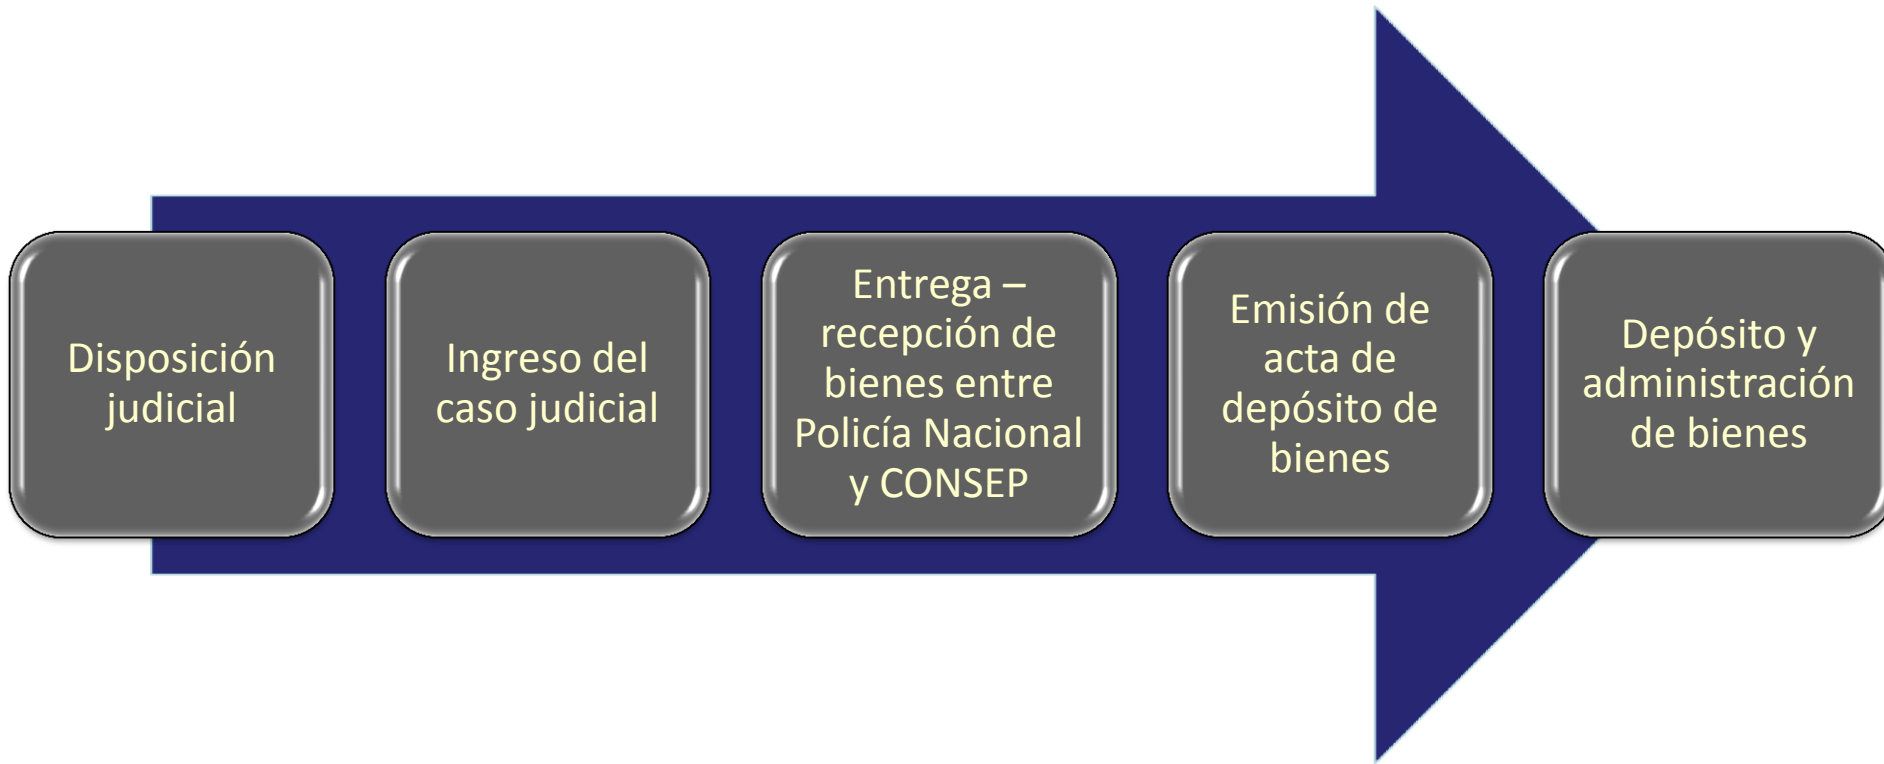 Disposición
judicial
Ingreso del
caso judicial
Entrega –
recepción de
bienes entre
Policía Nacional
y CONSEP
Emisión de
acta de
depósito de
bienes
Depósito y
administración
de bienes